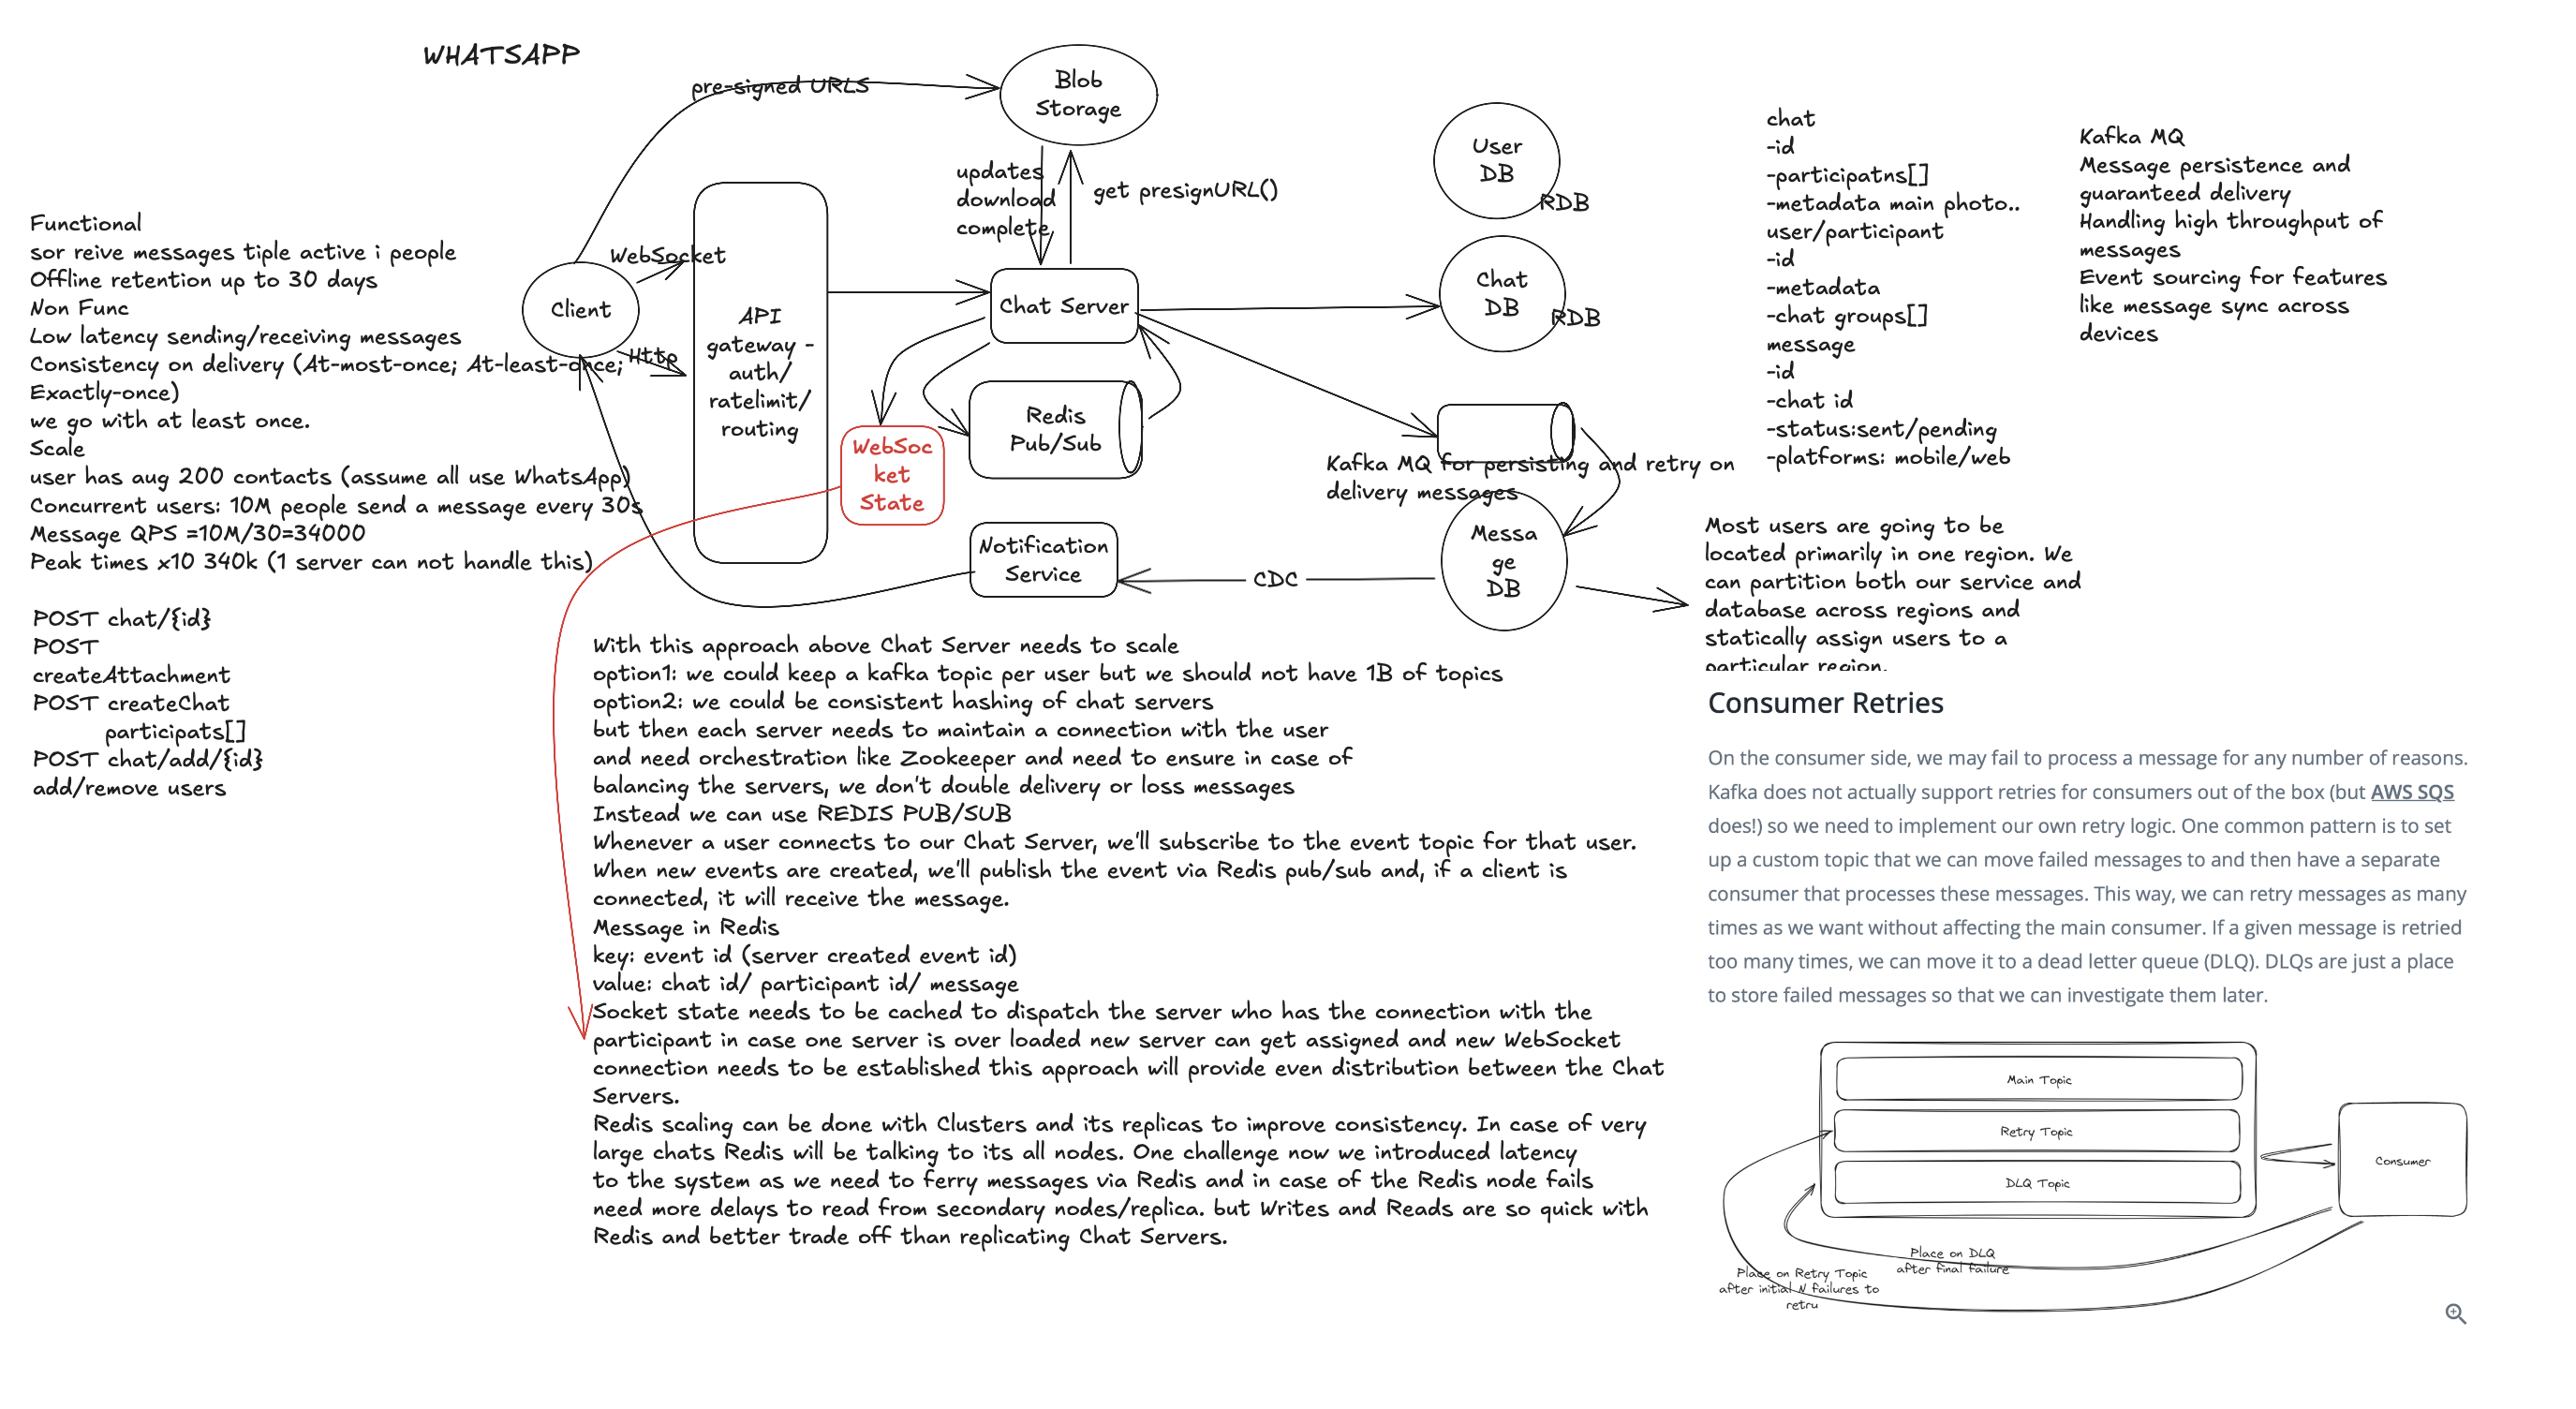 WHATSAPP
pre-signed URLS
Blob
Storage
updates
download
complete
get presignURL()
User
DB
RDB
Chat
DB
RDB
chat
-id
-participatns[]
-metadata main photo..
user/participant
-id
-metadata
-chat groups[]
message
-id
-chat id
-status:sent/pending
-platforms: mobile/web
Kafka MQ
Message persistence and
guaranteed delivery
Handling high throughput of
messages
Event sourcing for features
like message sync across
devices
Functional
sor reive messages tiple active i people
Offline retention up to 30 days
Non Func
Low latency sending/receiving messages
Consistency on delivery (At-most-once; At-least-once;
Exactly-once)
we go with at least once.
Scale
user has aug 200 contacts (assume all use WhatsApp)
Concurrent users: 10M people send a message every 30s
Message QPS =10M/30=34000
Peak times x10 340k (1 server can not handle this)
POST chat/{id}
POST
createAttachment
POST createChat
participats[]
POST chat/add/{id}
add/remove users
Client
WebSocket
Http
API
gateway -
auth/
ratelimit/
routing
Chat Server
WebSoc
ket
State
Redis
Pub/Sub
Notification
Service
CDC
Kafka MQ for persisting and retry on
delivery messages
Messa
ge
DB
Most users are going to be
located primarily in one region. We
can partition both our service and
database across regions and
statically assign users to a
particular region.
With this approach above Chat Server needs to scale
option1: we could keep a kafka topic per user but we should not have 1B of topics
option2: we could be consistent hashing of chat servers
but then each server needs to maintain a connection with the user
and need orchestration like Zookeeper and need to ensure in case of
balancing the servers, we don't double delivery or loss messages
Instead we can use REDIS PUB/SUB
Whenever a user connects to our Chat Server, we'll subscribe to the event topic for that user.
When new events are created, we'll publish the event via Redis pub/sub and, if a client is
connected, it will receive the message.
Message in Redis
key: event id (server created event id)
value: chat id/ participant id/ message
Socket state needs to be cached to dispatch the server who has the connection with the
participant in case one server is over loaded new server can get assigned and new WebSocket
connection needs to be established this approach will provide even distribution between the Chat
Servers.
Redis scaling can be done with Clusters and its replicas to improve consistency. In case of very
large chats Redis will be talking to its all nodes. One challenge now we introduced latency
to the system as we need to ferry messages via Redis and in case of the Redis node fails
need more delays to read from secondary nodes/replica. but Writes and Reads are so quick with
Redis and better trade off than replicating Chat Servers.
Consumer Retries
On the consumer side, we may fail to process a message for any number of reasons.
Kafka does not actually support retries for consumers out of the box (but AWS SQS
does!) so we need to implement our own retry logic. One common pattern is to set
up a custom topic that we can move failed messages to and then have a separate
consumer that processes these messages. This way, we can retry messages as many
times as we want without affecting the main consumer. If a given message is retried
too many times, we can move it to a dead letter queue (DLQ). DLQs are just a place
to store failed messages so that we can investigate them later.
Main Topic
Retry Topic
DLQ Topic
Consumer
Place on DLQ
after final failure
Place on Retry Topic
after initial N failures to
retru